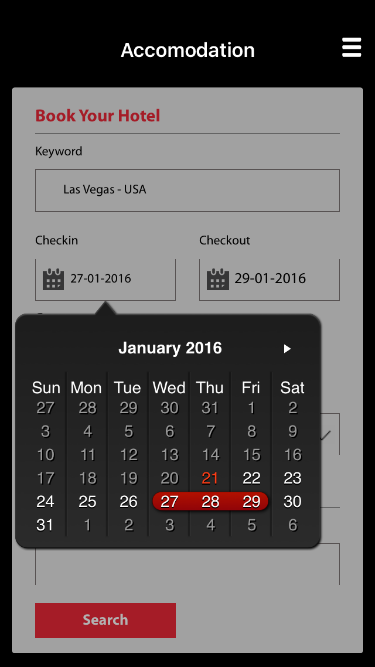 Accomodation
Book Your Hotel
Keyword
Las Vegas - USA
Checkin Checkout
27-01-2016 29-01-2016
January 2016
Sun Mon Tue Wed Thu Fri Sat
27 28 29 30 31 1 2
3 4 5 6 7 8 9
10 11 12 13 14 15 16
17 18 19 20 21 22 23
24 25 26 27 28 29 30
31 1 2 3 4 5 6
Search